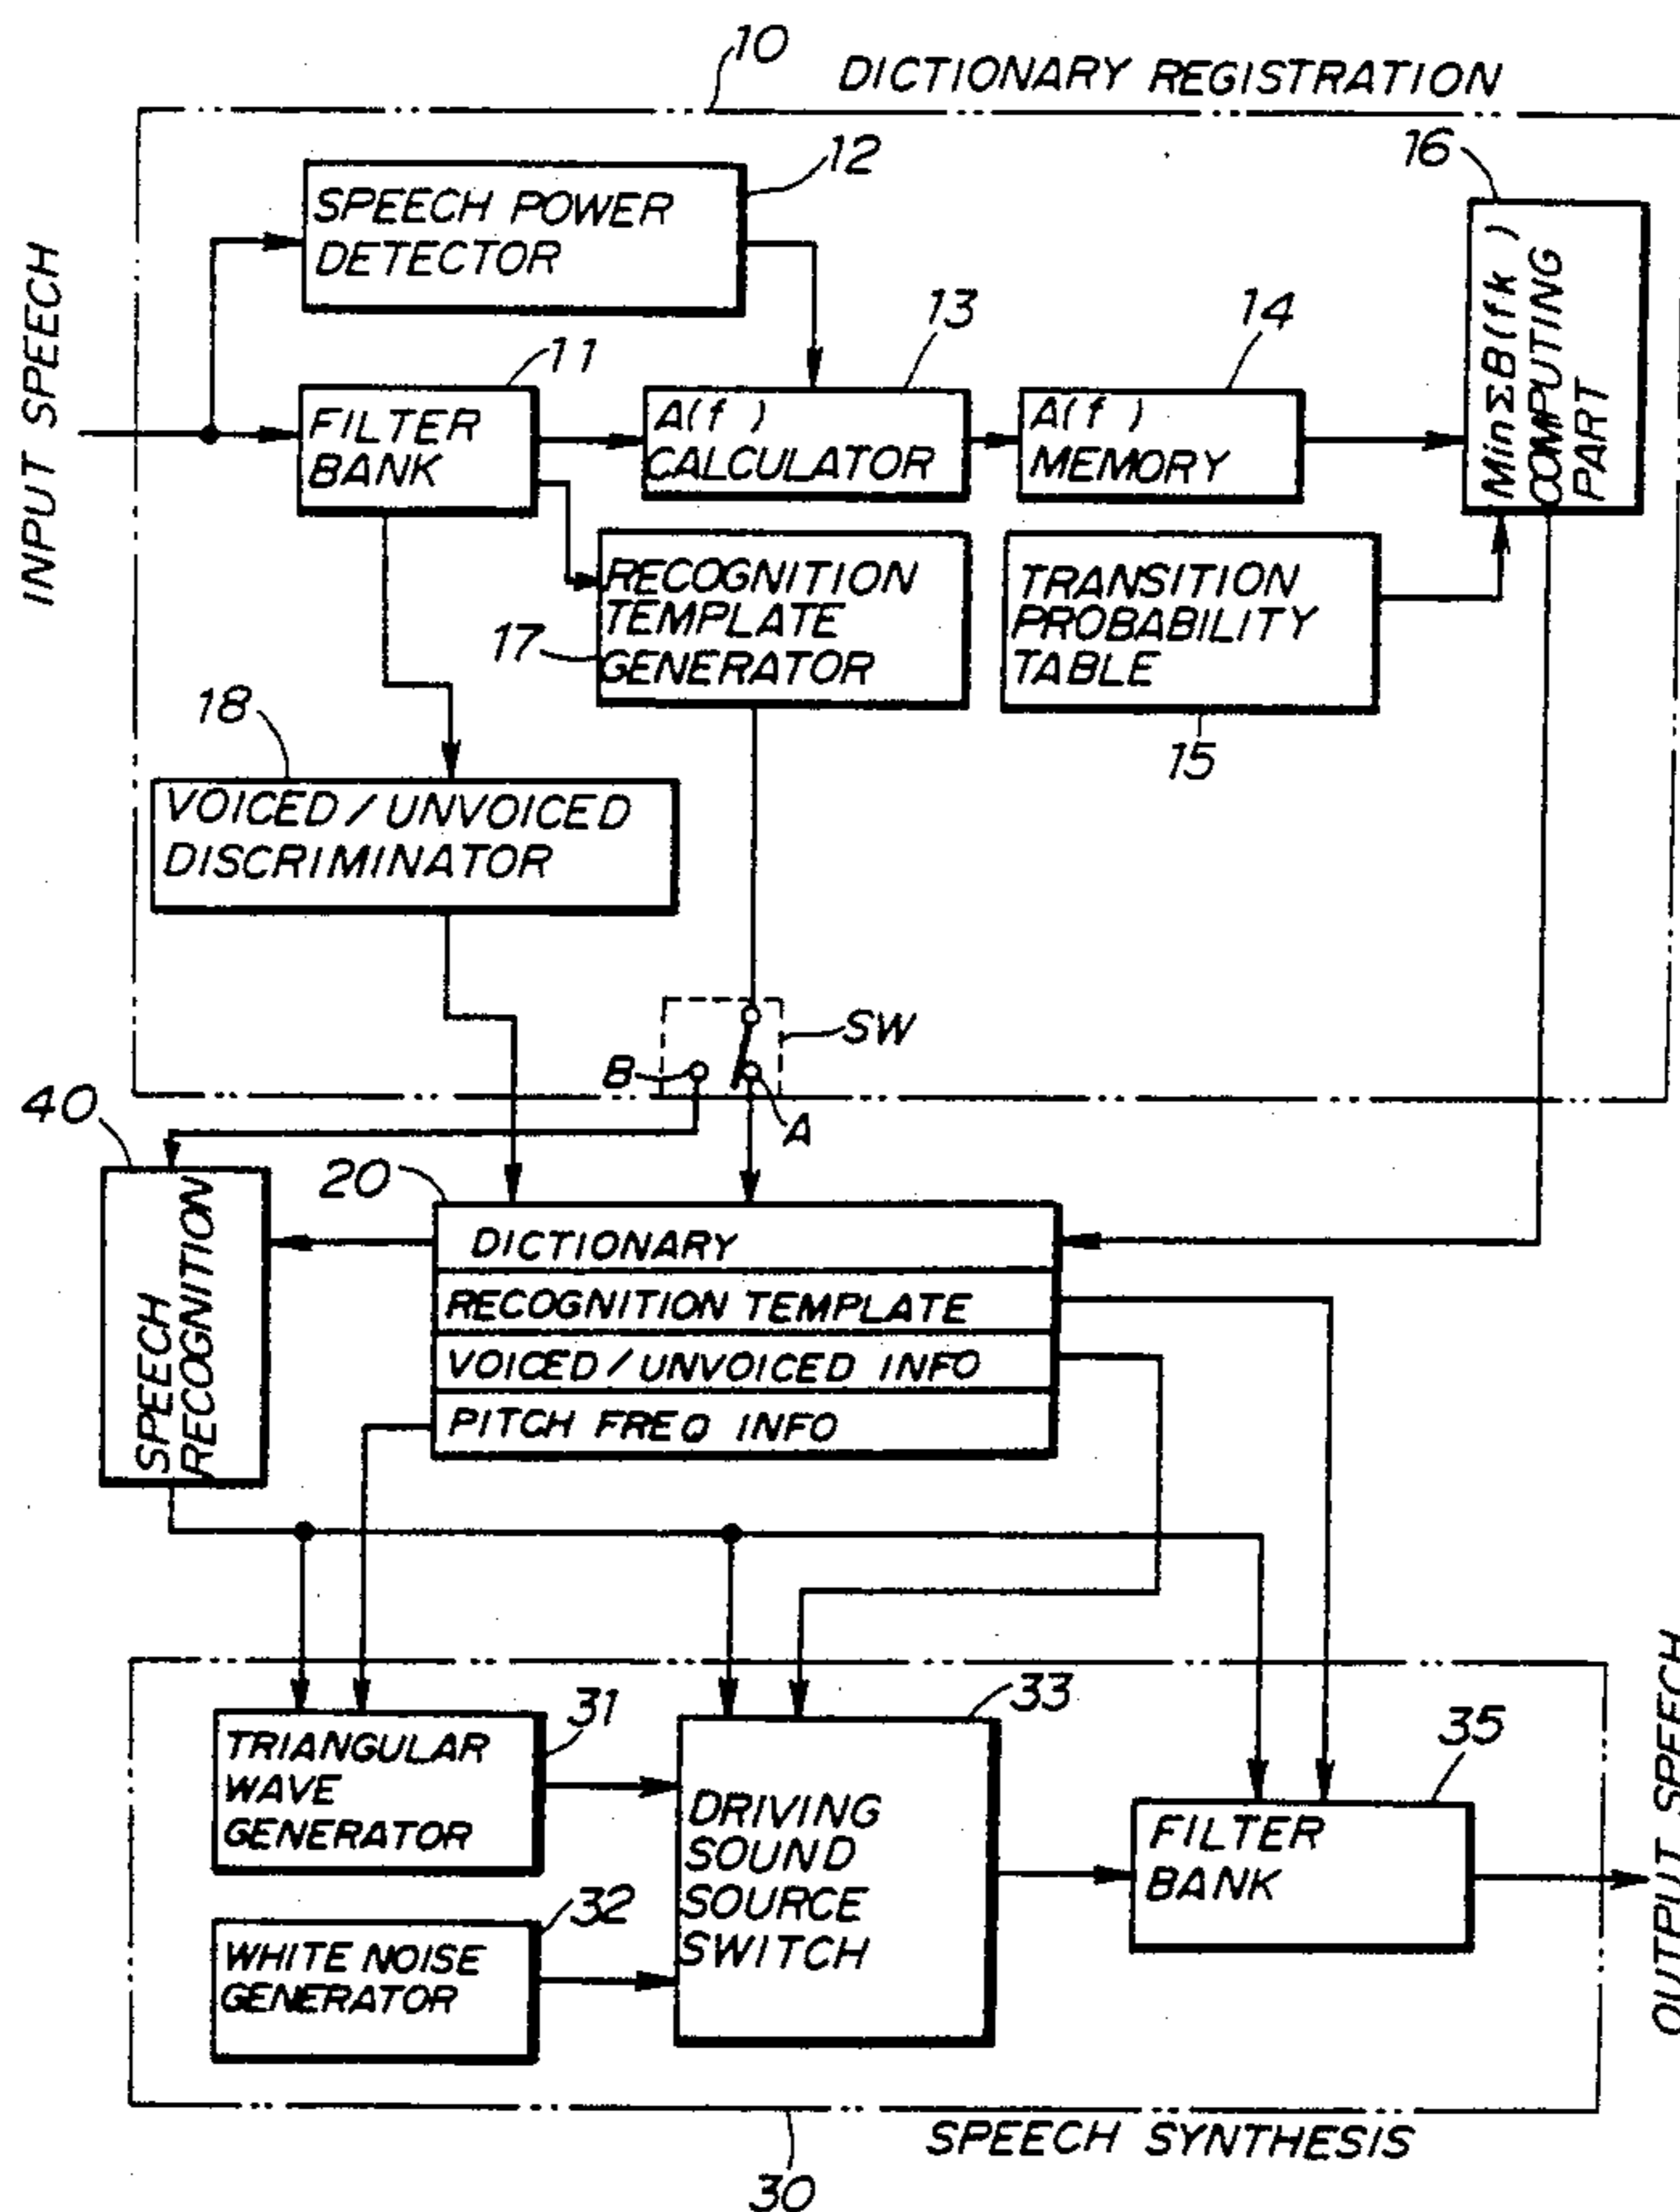 10
DICTIONARY REGISTRATION
12
16
SPEECH POWER
DETECTOR
INPUT SPEECH
13
14
11
Min Σ B(fk)
COMPUTING
PART
FILTER
BANK
A(f)
CALCULATOR
A(f)
MEMORY
RECOGNITION
TEMPLATE
GENERATOR
17
TRANSITION
PROBABILITY
TABLE
15
18
VOICED/UNVOICED
DISCRIMINATOR
SW
B
A
40
20
SPEECH
RECOGNITION
DICTIONARY
RECOGNITION TEMPLATE
VOICED/UNVOICED INFO
PITCH FREQ INFO
31
33
35
TRIANGULAR
WAVE
GENERATOR
DRIVING
SOUND
SOURCE
SWITCH
FILTER
BANK
OUTPUT SPEECH
32
WHITE NOISE
GENERATOR
SPEECH SYNTHESIS
30